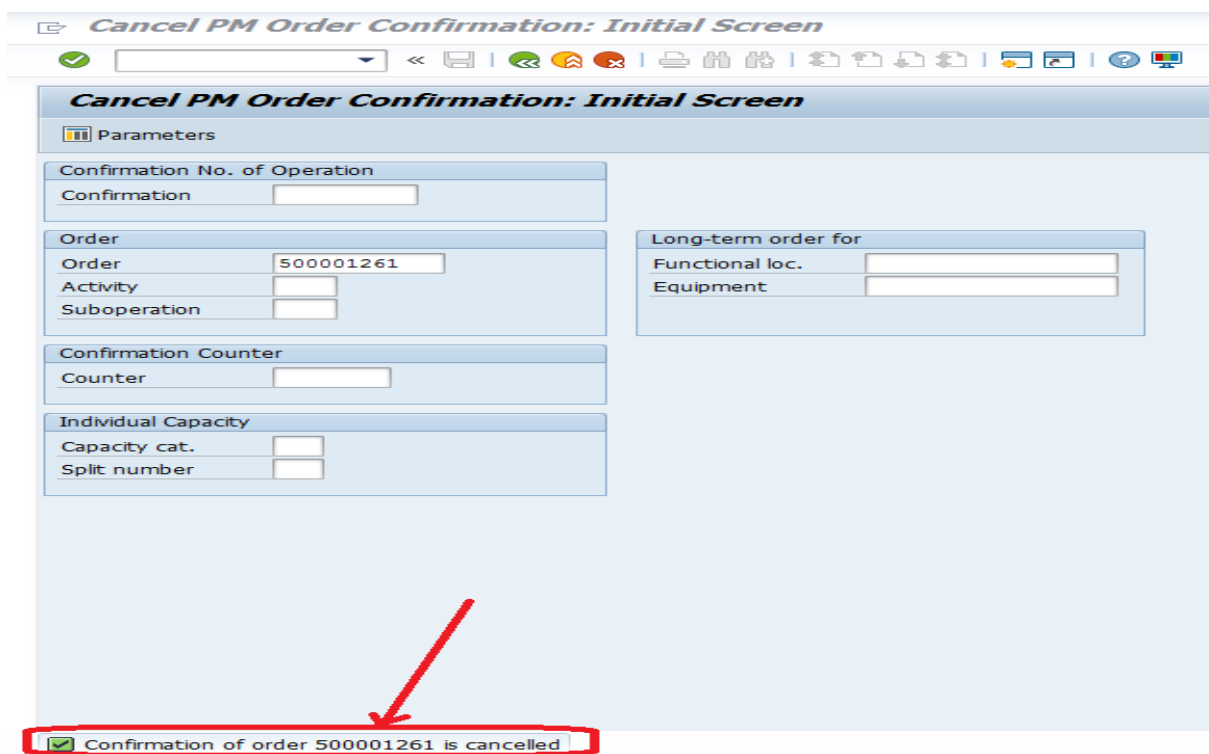 Cancel PM Order Confirmation: Initial Screen
Cancel PM Order Confirmation: Initial Screen
Parameters
Confirmation No. of Operation
Confirmation
Order
Order 500001261
Activity
Suboperation
Long-term order for
Functional loc.
Equipment
Confirmation Counter
Counter
Individual Capacity
Capacity cat.
Split number
Confirmation of order 500001261 is cancelled